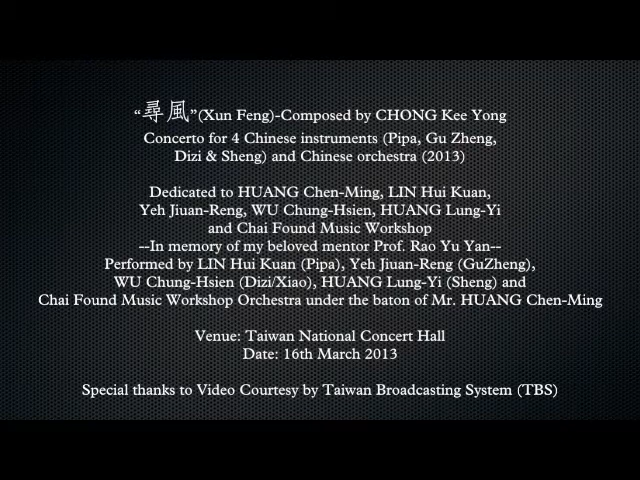 “尋風”(Xun Feng)-Composed by CHONG Kee Yong
Concerto for 4 Chinese instruments (Pipa, Gu Zheng,
Dizi & Sheng) and Chinese orchestra (2013)
Dedicated to HUANG Chen-Ming, LIN Hui Kuan,
Yeh Jiuan-Reng, WU Chung-Hsien, HUANG Lung-Yi
and Chai Found Music Workshop
--In memory of my beloved mentor Prof. Rao Yu Yan--
Performed by LIN Hui Kuan (Pipa), Yeh Jiuan-Reng (GuZheng),
WU Chung-Hsien (Dizi/Xiao), HUANG Lung-Yi (Sheng) and
Chai Found Music Workshop Orchestra under the baton of Mr. HUANG Chen-Ming
Venue: Taiwan National Concert Hall
Date: 16th March 2013
Special thanks to Video Courtesy by Taiwan Broadcasting System (TBS)